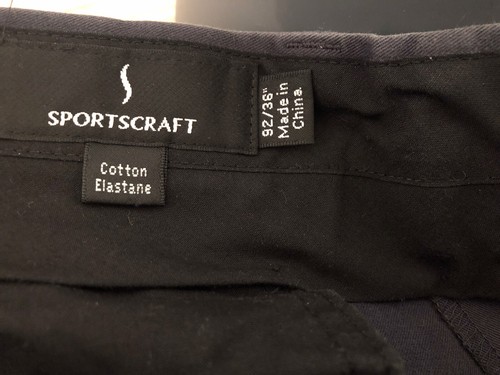 SPORTSCRAFT
92/36"
Made in
China.
Cotton
Elastane